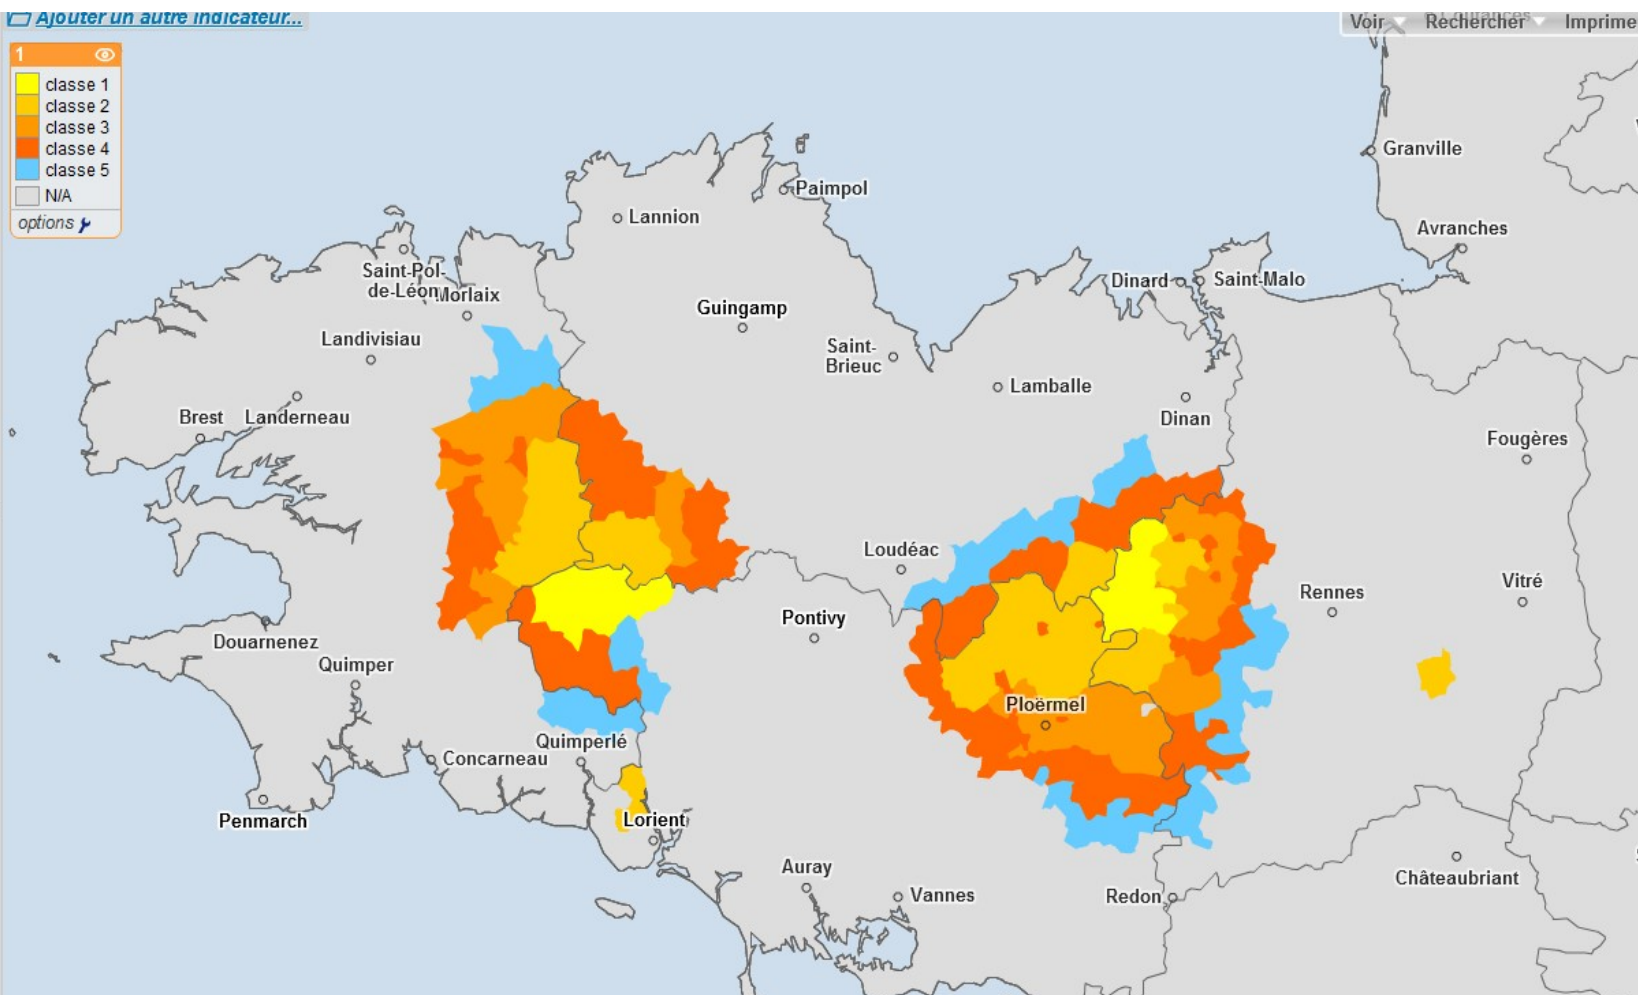 Ajouter un autre indicateur...
Voir
Rechercher
Imprime
1
classe 1
classe 2
classe 3
classe 4
classe 5
N/A
options
Granville
Paimpol
Lannion
Avranches
Saint-Pol-
de-Léon
Morlaix
Dinard
Saint-Malo
Guingamp
Landivisiau
Saint-
Brieuc
Lamballe
Brest
Landerneau
Dinan
Fougères
Loudéac
Vitré
Rennes
Pontivy
Douarnenez
Quimper
Ploërmel
Quimperlé
Concarneau
Penmarch
Lorient
Auray
Châteaubriant
Vannes
Redon